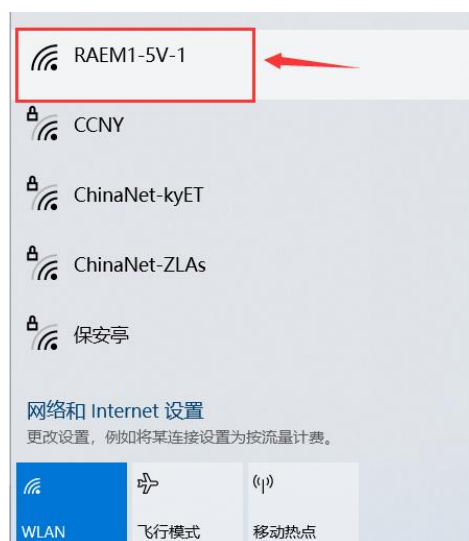 RAEM1-5V-1
CCNY
ChinaNet-kyET
ChinaNet-ZLAs
保安亭
网络和 Internet 设置
更改设置，例如将某连接设置为按流量计费。
WLAN
飞行模式
移动热点